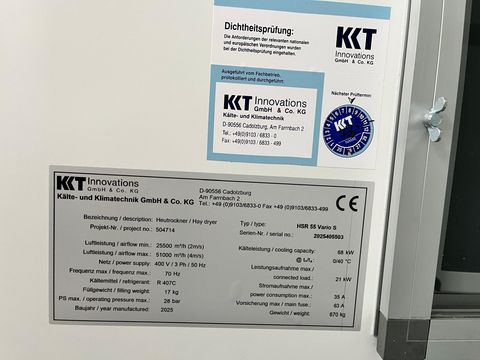 Dichtheitsprüfung:
Die Anforderungen der relevanten nationalen
und europäischen Verordnungen wurden
bei der Dichtheitsprüfung eingehalten.
KKT
Innovations
GmbH & Co. KG
Ausgeführt vom Fachbetrieb,
protokolliert und durchgeführt:
KKT Innovations
GmbH & Co. KG
Kälte- und Klimatechnik
D-90556 Cadolzburg, Am Farrnbach 2
Tel.: +49(0)9103 / 6833 - 0
Fax: +49(0)9103 / 6833 - 499
Nächster Prüftermin:
KKT
KKT Innovations
GmbH & Co. KG
Kälte- und Klimatechnik GmbH & Co. KG
D-90556 Cadolzburg
Am Farrnbach 2
Tel.: +49 (0)9103/6833-0 Fax +49 (0)9103/6833-499
CE
Bezeichnung / description: Heutrockner / Hay dryer
Projekt-Nr. / projekt no.: 504714
Luftleistung / airflow min.: 25500 m³/h (2m/s)
Luftleistung / airflow max.: 51000 m³/h (4m/s)
Netz / power supply: 400 V / 3 Ph / 50 Hz
Frequenz max / frequenz max.: 70 Hz
Kältemittel / refrigerant: R 407C
Füllgewicht / filling weight: 17 kg
PS max. / operating pressure max.: 28 bar
Baujahr / year manufactured: 2025
Typ / type: HSR 55 Vario S
Serien-Nr. / serial no.: 2025405503
Kälteleistung / cooling capacity: 68 kW
@ t₀/tₐ: 0/40 °C
Leistungsaufnahme max /
connected load max.: 21 kW
Stromaufnahme max /
power consumption max.: 35 A
Vorsicherung max / main fuse max.: 63 A
Gewicht / weight: 670 kg